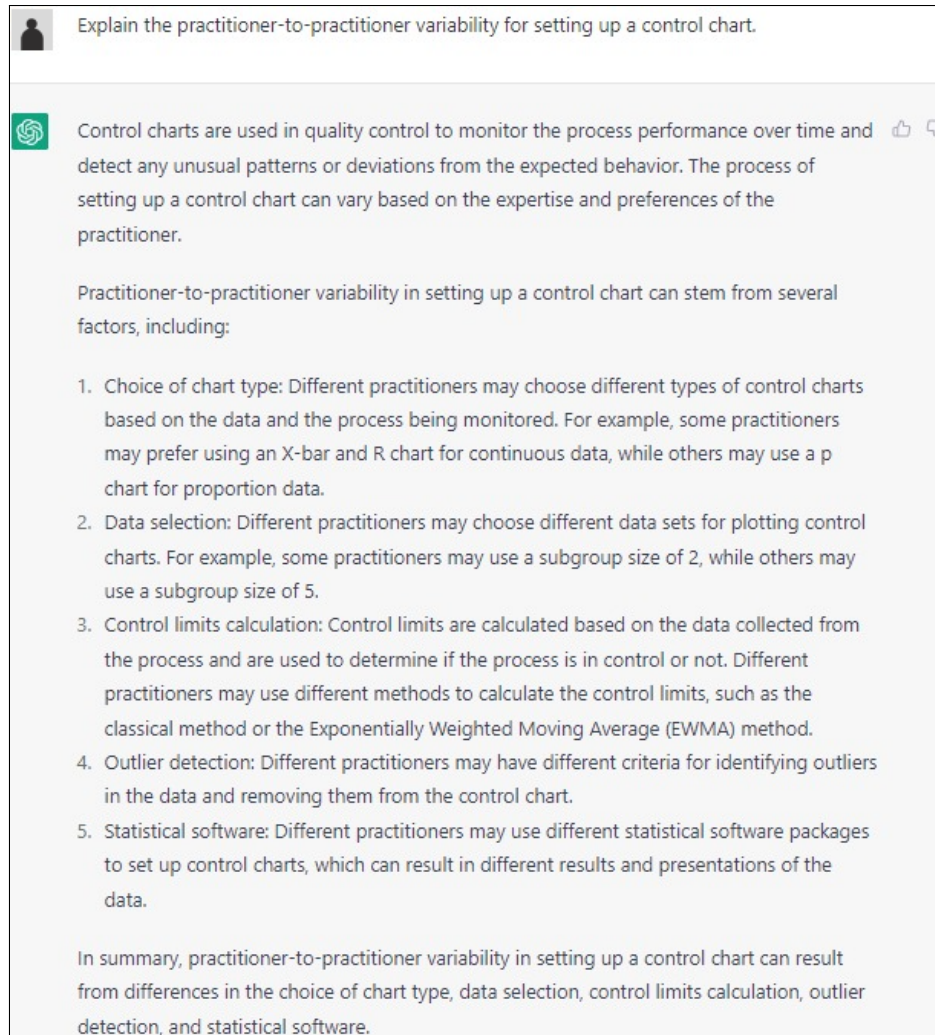 Explain the practitioner-to-practitioner variability for setting up a control chart.
Control charts are used in quality control to monitor the process performance over time and
detect any unusual patterns or deviations from the expected behavior. The process of
setting up a control chart can vary based on the expertise and preferences of the
practitioner.
Practitioner-to-practitioner variability in setting up a control chart can stem from several
factors, including:
1. Choice of chart type: Different practitioners may choose different types of control charts
based on the data and the process being monitored. For example, some practitioners
may prefer using an X-bar and R chart for continuous data, while others may use a p
chart for proportion data.
2. Data selection: Different practitioners may choose different data sets for plotting control
charts. For example, some practitioners may use a subgroup size of 2, while others may
use a subgroup size of 5.
3. Control limits calculation: Control limits are calculated based on the data collected from
the process and are used to determine if the process is in control or not. Different
practitioners may use different methods to calculate the control limits, such as the
classical method or the Exponentially Weighted Moving Average (EWMA) method.
4. Outlier detection: Different practitioners may have different criteria for identifying outliers
in the data and removing them from the control chart.
5. Statistical software: Different practitioners may use different statistical software packages
to set up control charts, which can result in different results and presentations of the
data.
In summary, practitioner-to-practitioner variability in setting up a control chart can result
from differences in the choice of chart type, data selection, control limits calculation, outlier
detection, and statistical software.